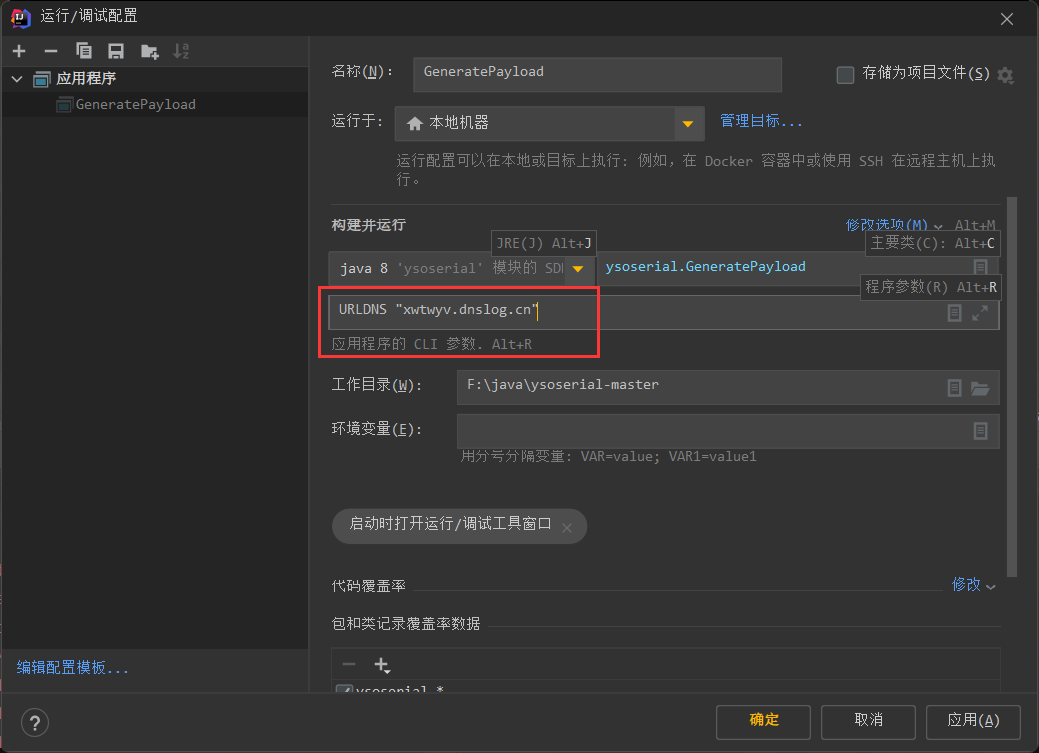 运行/调试配置
应用程序
GeneratePayload
名称(N):
GeneratePayload
存储为项目文件(S)
运行于:
本地机器
管理目标...
运行配置可以在本地或目标上执行: 例如, 在 Docker 容器中或使用 SSH 在远程主机上执
行。
构建并运行
修改选项(M)
Alt+M
JRE(J) Alt+J
主要类(C): Alt+C
java 8 'ysoserial' 模块的 SD
ysoserial.GeneratePayload
程序参数(R) Alt+R
URLDNS "xwtwyv.dnslog.cn"
应用程序的 CLI 参数. Alt+R
工作目录(W):
F:\java\ysoserial-master
环境变量(E):
用分号分隔变量: VAR=value; VAR1=value1
启动时打开运行/调试工具窗口
代码覆盖率
修改
包和类记录覆盖率数据
ysoserial.*
编辑配置模板...
?
确定
取消
应用(A)